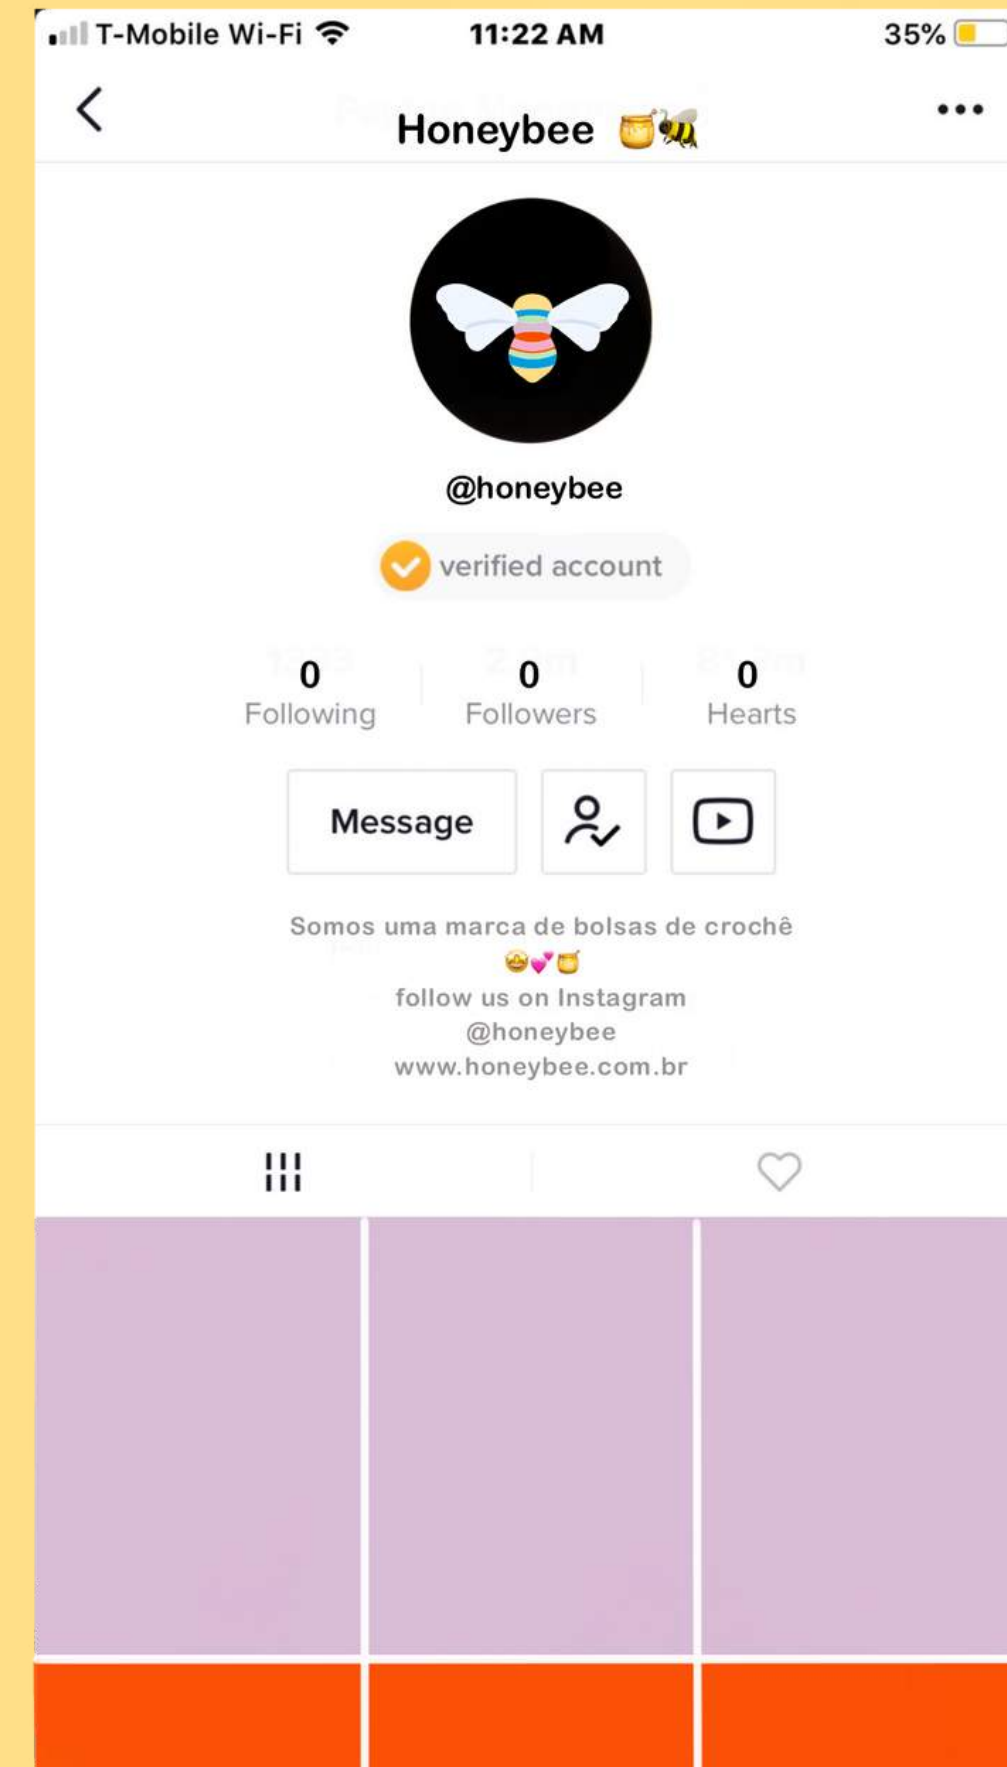 T-Mobile Wi-Fi 11:22 AM 35%
Honeybee 🍯🐝
@honeybee
verified account
0 0 0
Following Followers Hearts
Message
Somos uma marca de bolsas de crochê
🤩💕🍯
follow us on Instagram
@honeybee
www.honeybee.com.br